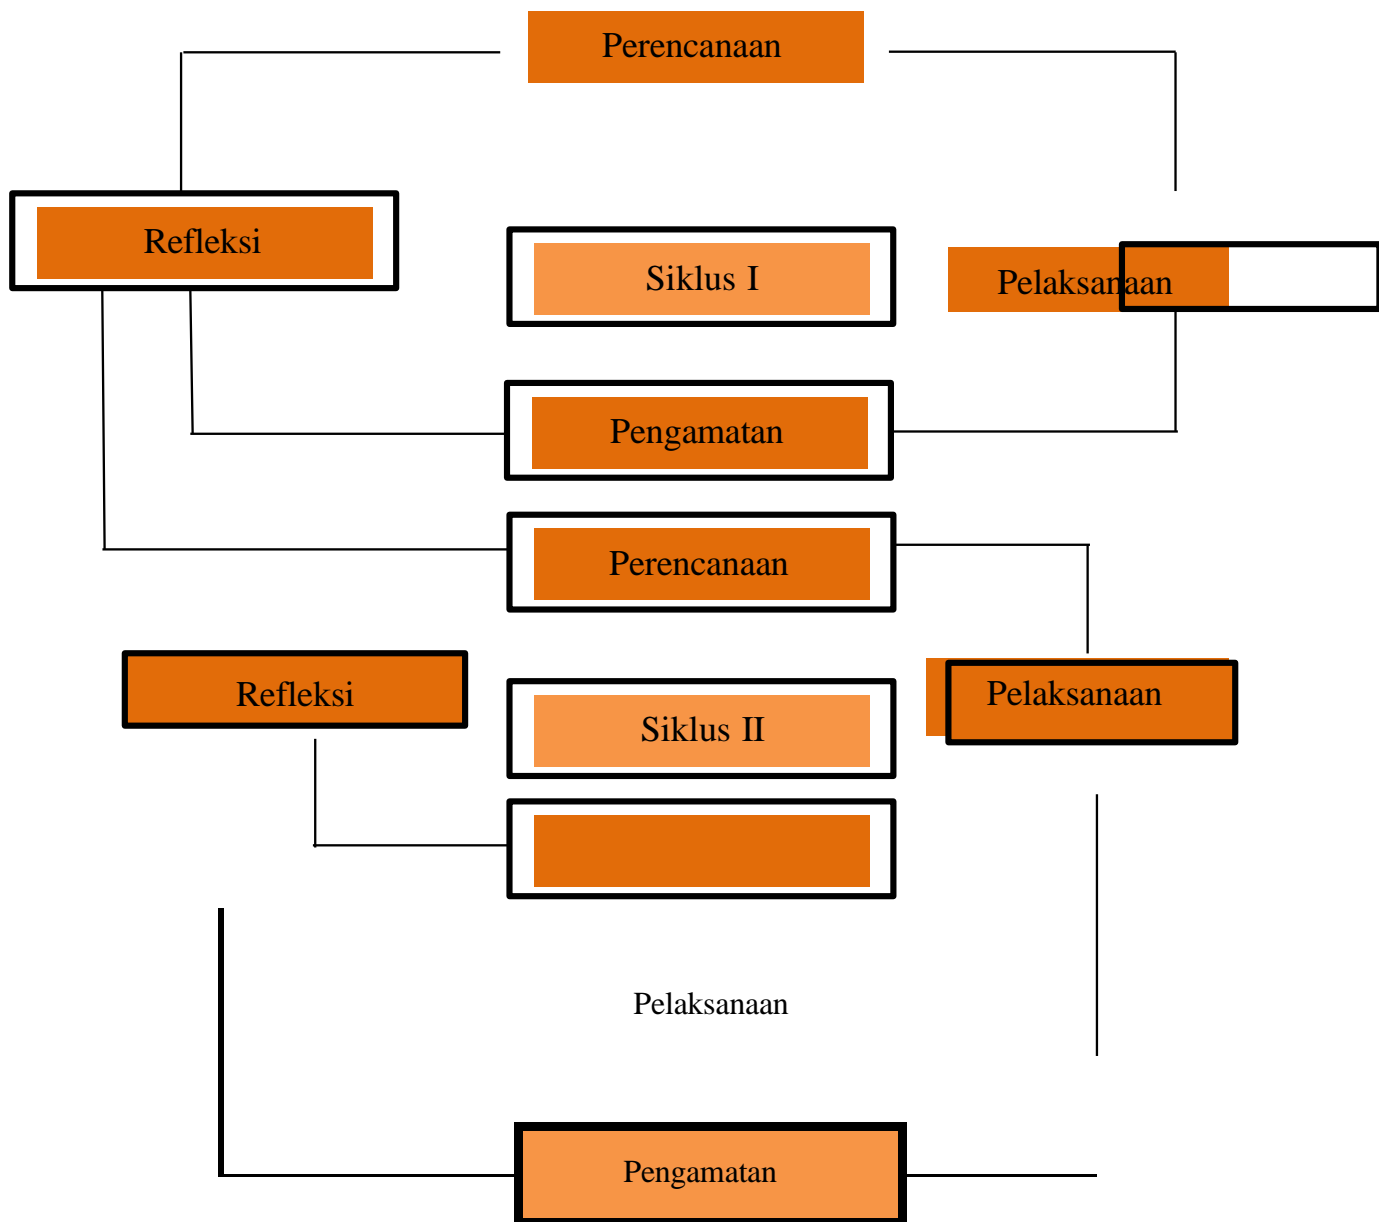 Perencanaan
Refleksi
Siklus I
Pelaksanaan
Pengamatan
Perencanaan
Refleksi
Siklus II
Pelaksanaan
Pelaksanaan
Pengamatan